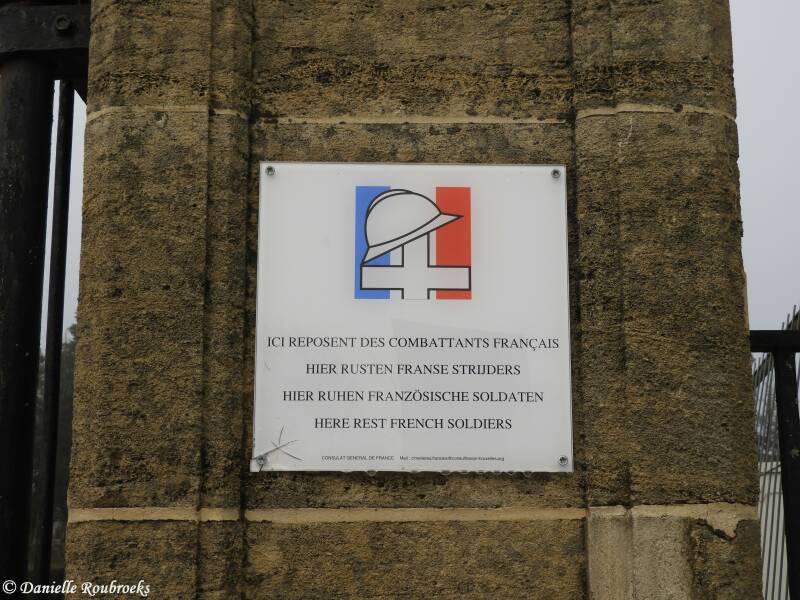 ICI REPOSENT DES COMBATTANTS FRANÇAIS
HIER RUSTEN FRANSE STRIJDERS
HIER RUHEN FRANZÖSISCHE SOLDATEN
HERE REST FRENCH SOLDIERS
CONSULAT GENERAL DE FRANCE Mail :
© Danielle Roubroeks